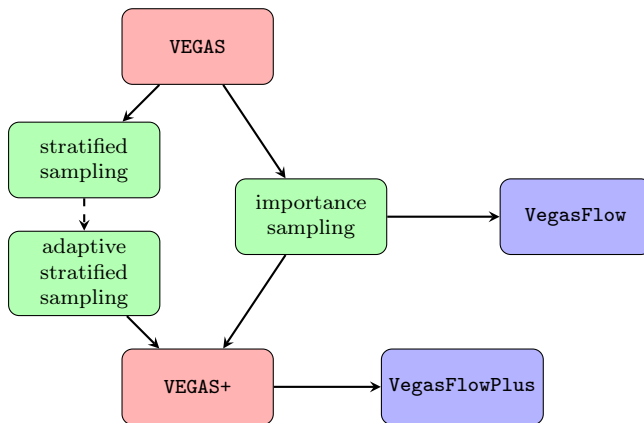 VEGAS
stratified
sampling
importance
sampling
VegasFlow
adaptive
stratified
sampling
VEGAS+
VegasFlowPlus